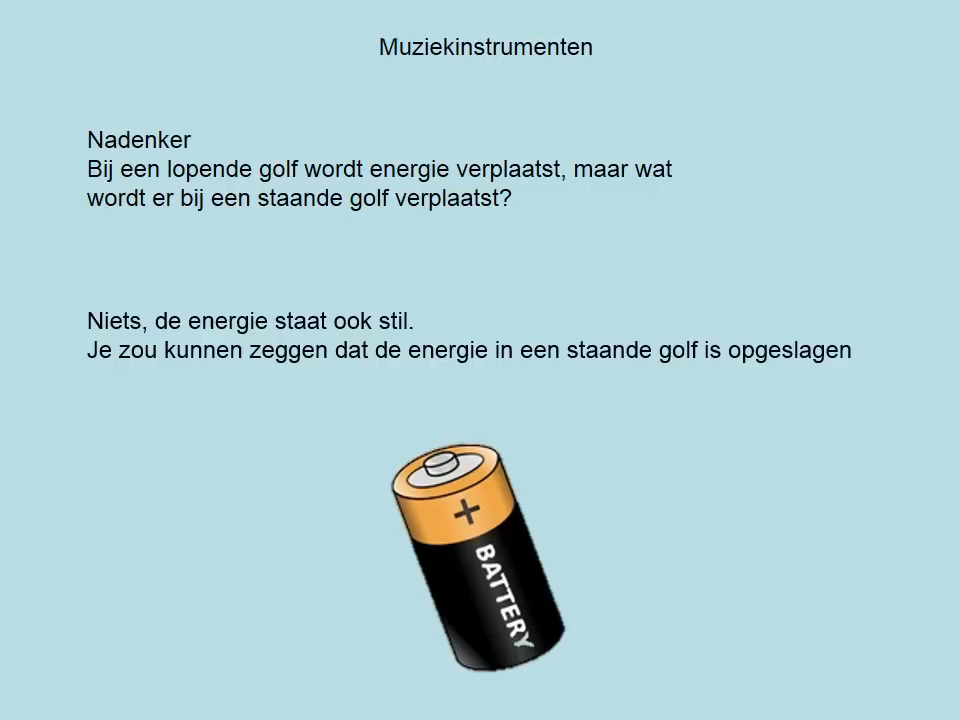 Muziekinstrumenten
Nadenker
Bij een lopende golf wordt energie verplaatst, maar wat
wordt er bij een staande golf verplaatst?
Niets, de energie staat ook stil.
Je zou kunnen zeggen dat de energie in een staande golf is opgeslagen
+
BATTERY